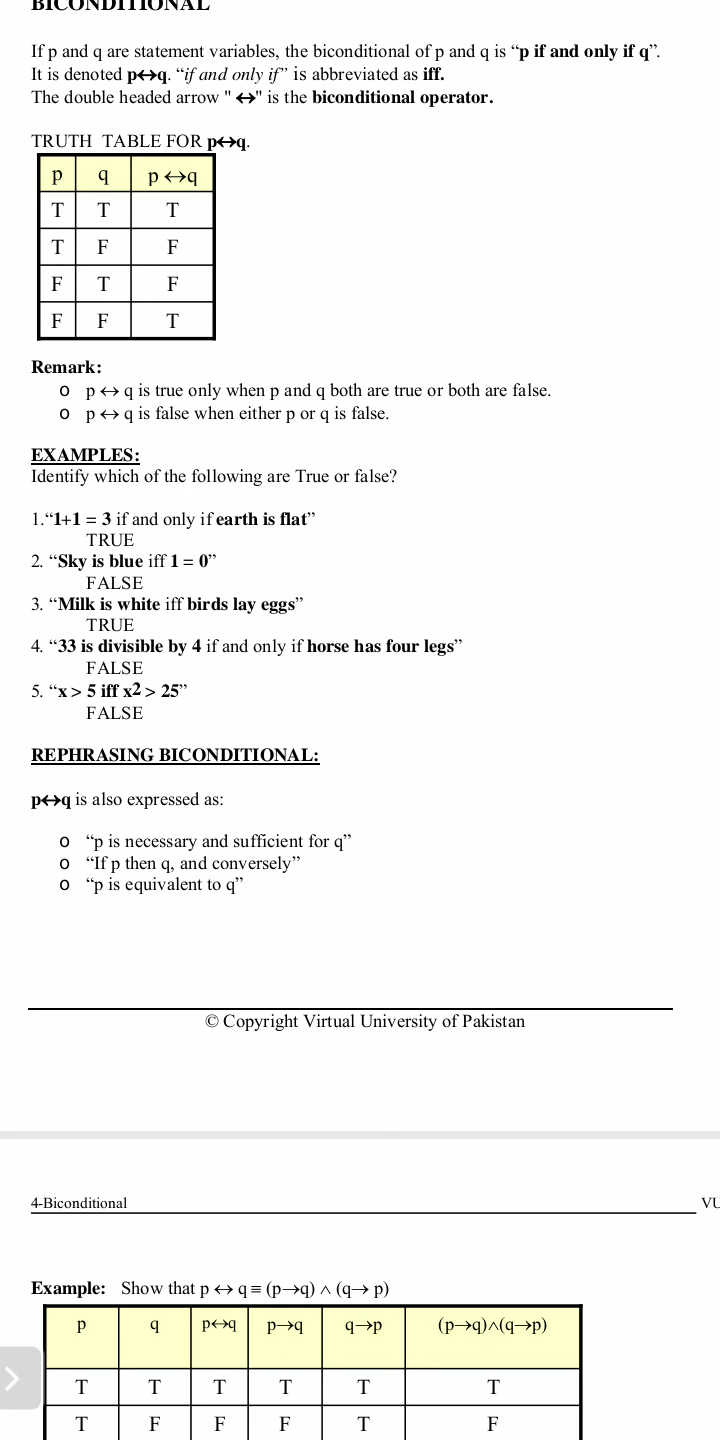 BICONDITIONAL
If p and q are statement variables, the biconditional of p and q is “p if and only if q”.
It is denoted p↔q. “if and only if” is abbreviated as iff.
The double headed arrow " ↔" is the biconditional operator.
TRUTH TABLE FOR p↔q.
p q p ↔q
T T T
T F F
F T F
F F T
Remark:
o p ↔ q is true only when p and q both are true or both are false.
o p ↔ q is false when either p or q is false.
EXAMPLES:
Identify which of the following are True or false?
1.“1+1 = 3 if and only if earth is flat”
TRUE
2. “Sky is blue iff 1 = 0”
FALSE
3. “Milk is white iff birds lay eggs”
TRUE
4. “33 is divisible by 4 if and only if horse has four legs”
FALSE
5. “x > 5 iff x2 > 25”
FALSE
REPHRASING BICONDITIONAL:
p↔q is also expressed as:
o “p is necessary and sufficient for q”
o “If p then q, and conversely”
o “p is equivalent to q”
© Copyright Virtual University of Pakistan
4-Biconditional VU
Example: Show that p ↔ q ≡ (p→q) ∧ (q→ p)
p q p↔q p→q q→p (p→q)∧(q→p)
T T T T T T
T F F F T F